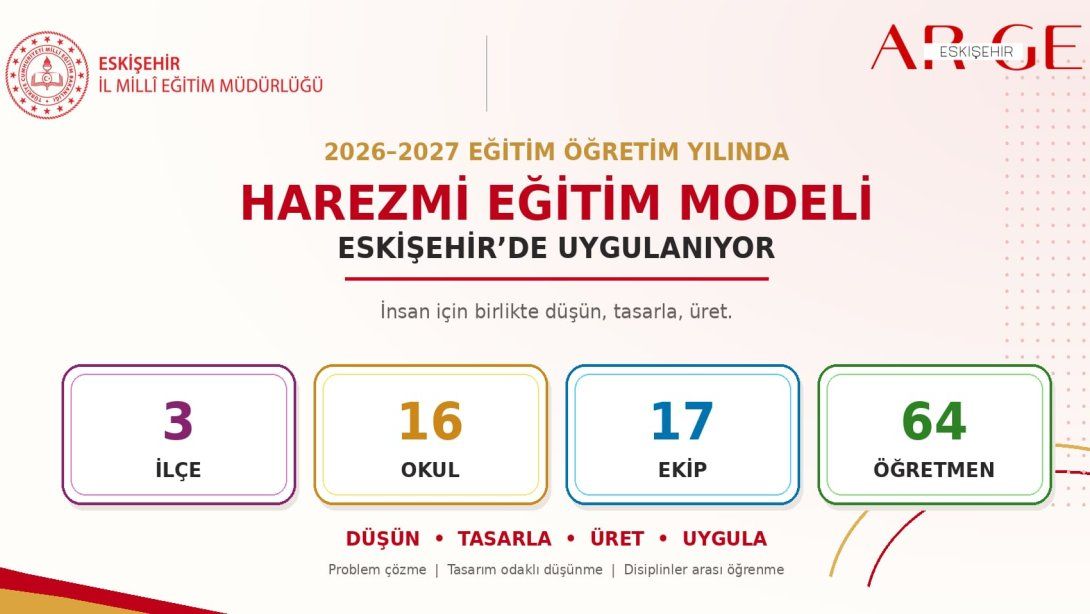 ESKİŞEHİR
İL MİLLÎ EĞİTİM MÜDÜRLÜĞÜ
ARGE
ESKİŞEHİR
2026–2027 EĞİTİM ÖĞRETİM YILINDA
HAREZMİ EĞİTİM MODELİ
ESKİŞEHİR’DE UYGULANIYOR
İnsan için birlikte düşün, tasarla, üret.
3
İLÇE
16
OKUL
17
EKİP
64
ÖĞRETMEN
DÜŞÜN • TASARLA • ÜRET • UYGULA
Problem çözme | Tasarım odaklı düşünme | Disiplinler arası öğrenme